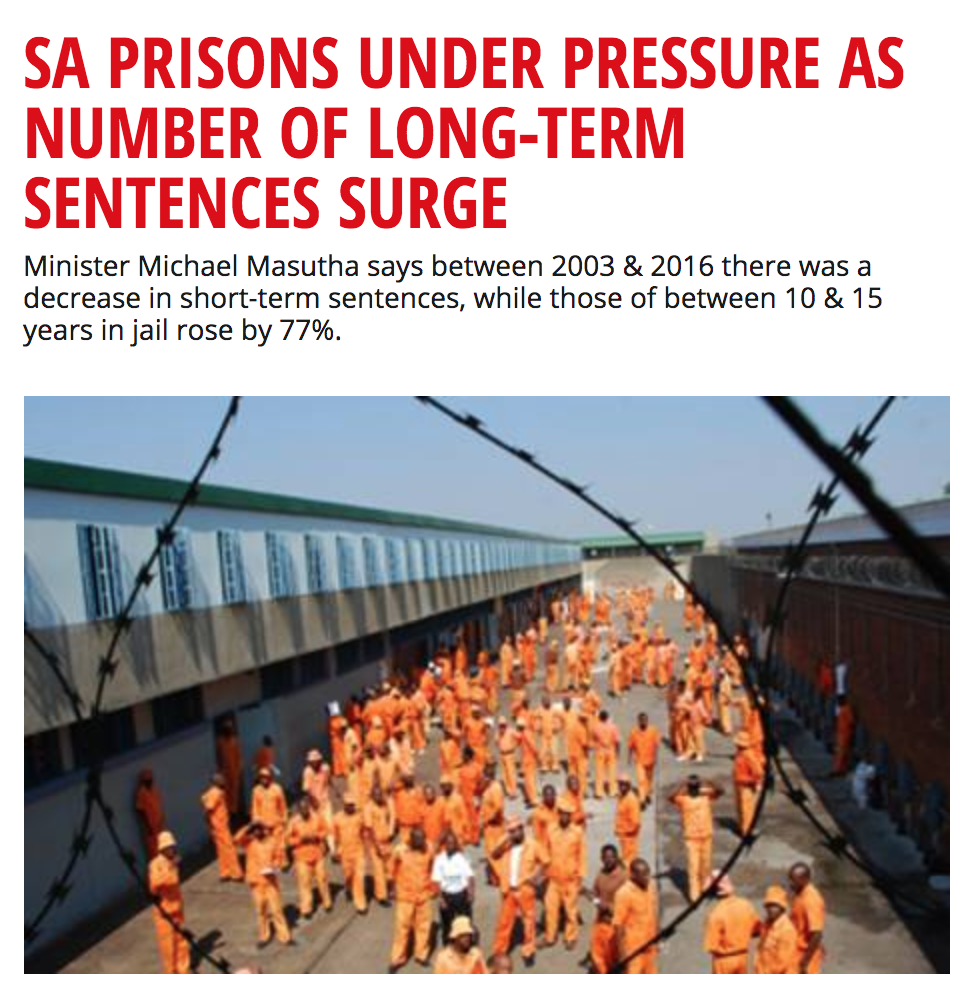 SA PRISONS UNDER PRESSURE AS
NUMBER OF LONG-TERM
SENTENCES SURGE
Minister Michael Masutha says between 2003 & 2016 there was a
decrease in short-term sentences, while those of between 10 & 15
years in jail rose by 77%.